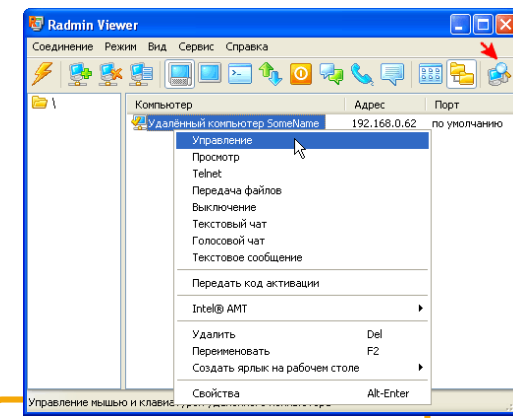 Radmin Viewer
Соединение Режим Вид Сервис Справка
\
Компьютер Адрес Порт
Удалённый компьютер SomeName 192.168.0.62 по умолчанию
Управление
Просмотр
Telnet
Передача файлов
Выключение
Текстовый чат
Голосовой чат
Текстовое сообщение
Передать код активации
Intel® AMT
Удалить Del
Переименовать F2
Создать ярлык на рабочем столе
Свойства Alt-Enter
Управление мышью и